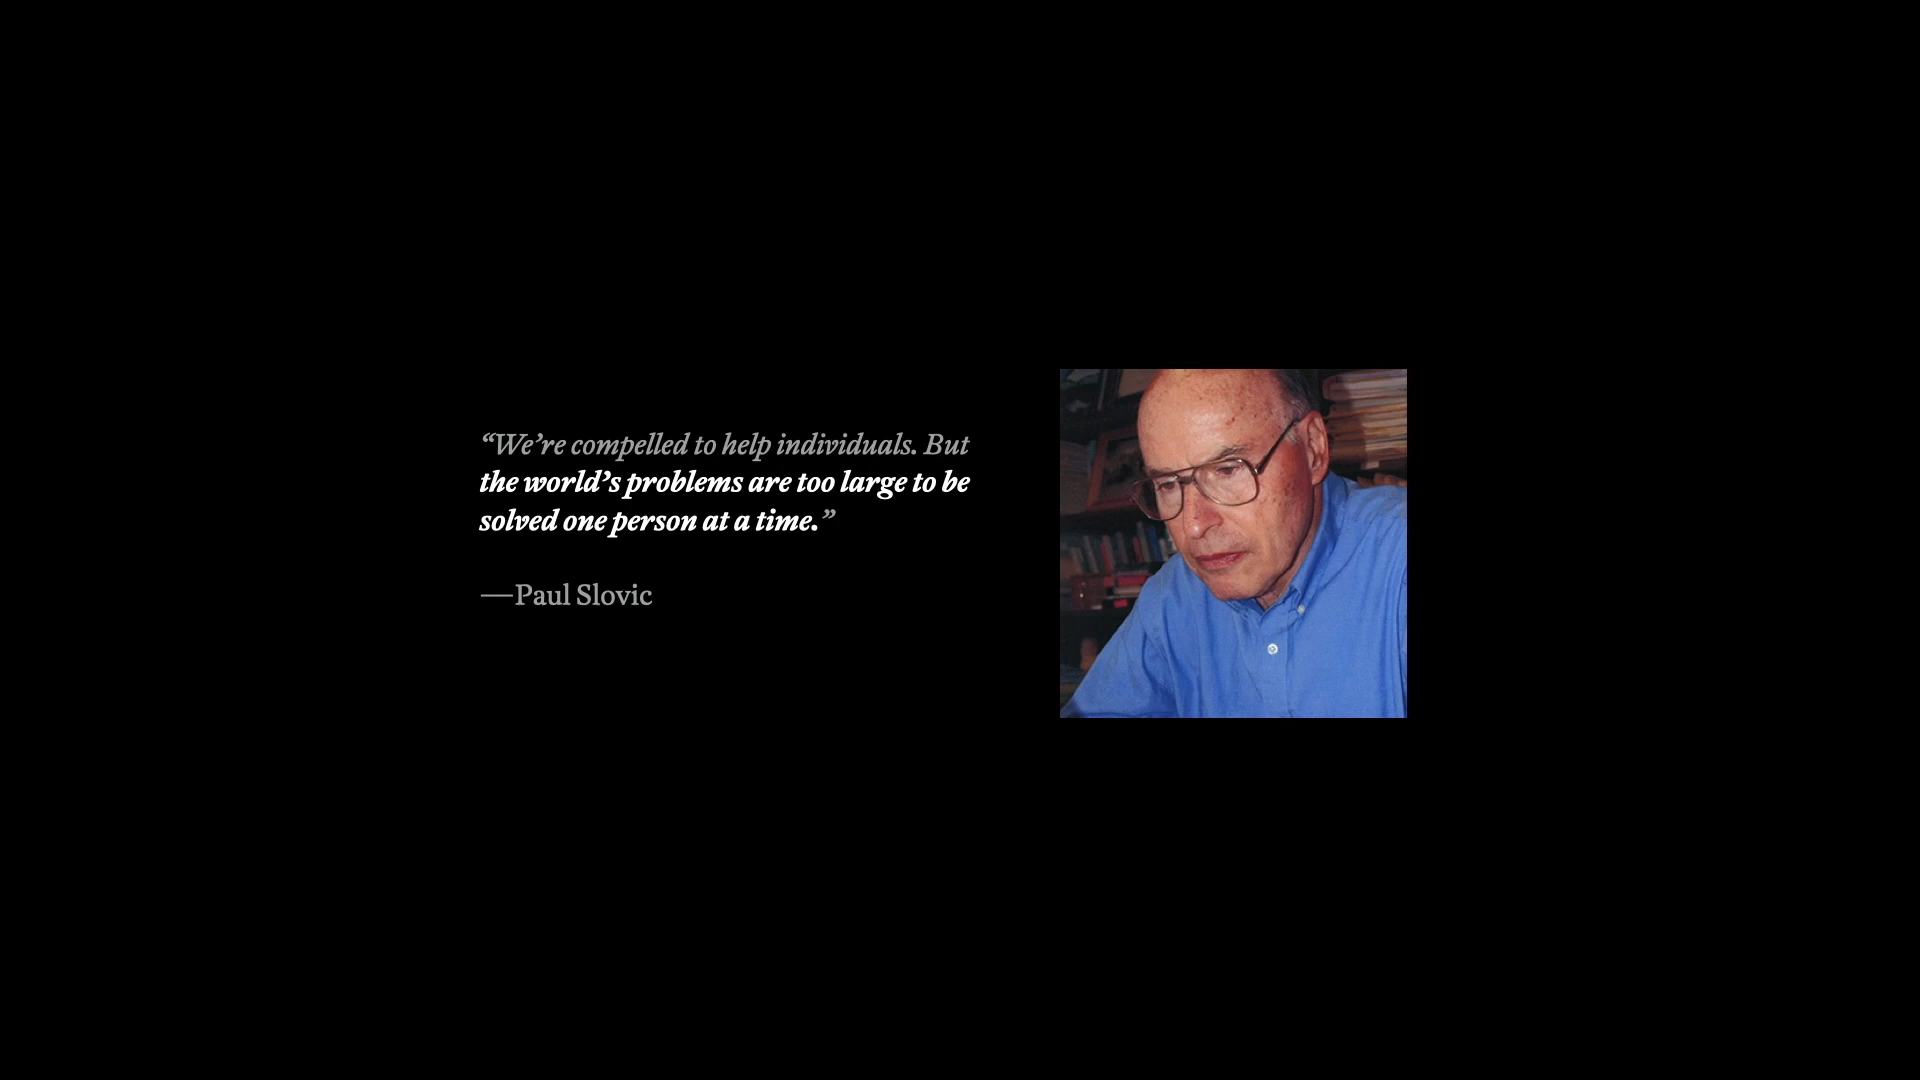 “We’re compelled to help individuals. But
the world’s problems are too large to be
solved one person at a time.”
—Paul Slovic